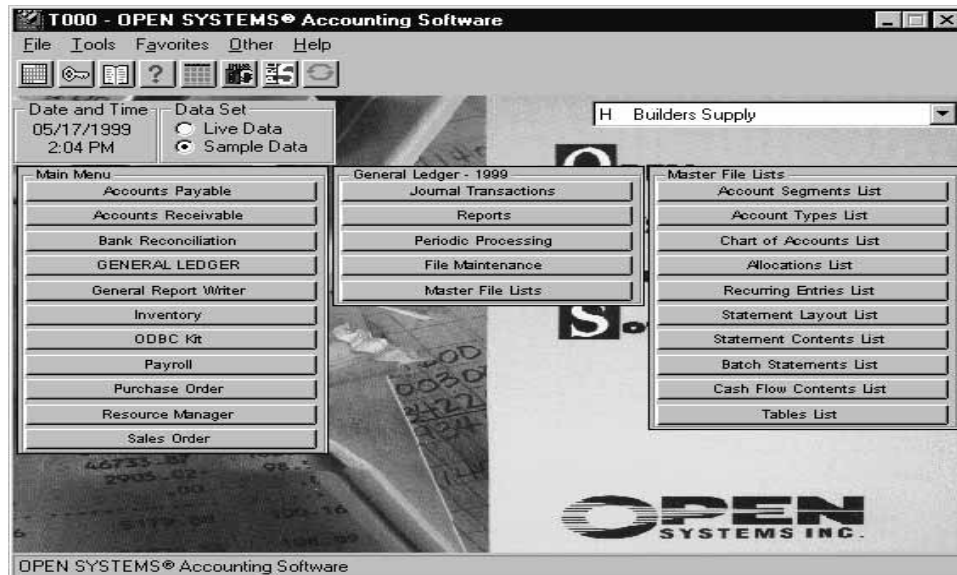 T000 - OPEN SYSTEMS® Accounting Software
File Tools Favorites Other Help
Date and Time
05/17/1999
2:04 PM
Data Set
Live Data
Sample Data
H Builders Supply
Main Menu
Accounts Payable
Accounts Receivable
Bank Reconciliation
GENERAL LEDGER
General Report Writer
Inventory
ODBC Kit
Payroll
Purchase Order
Resource Manager
Sales Order
General Ledger - 1999
Journal Transactions
Reports
Periodic Processing
File Maintenance
Master File Lists
Master File Lists
Account Segments List
Account Types List
Chart of Accounts List
Allocations List
Recurring Entries List
Statement Layout List
Statement Contents List
Batch Statements List
Cash Flow Contents List
Tables List
OPEN
SYSTEMS INC.
OPEN SYSTEMS® Accounting Software